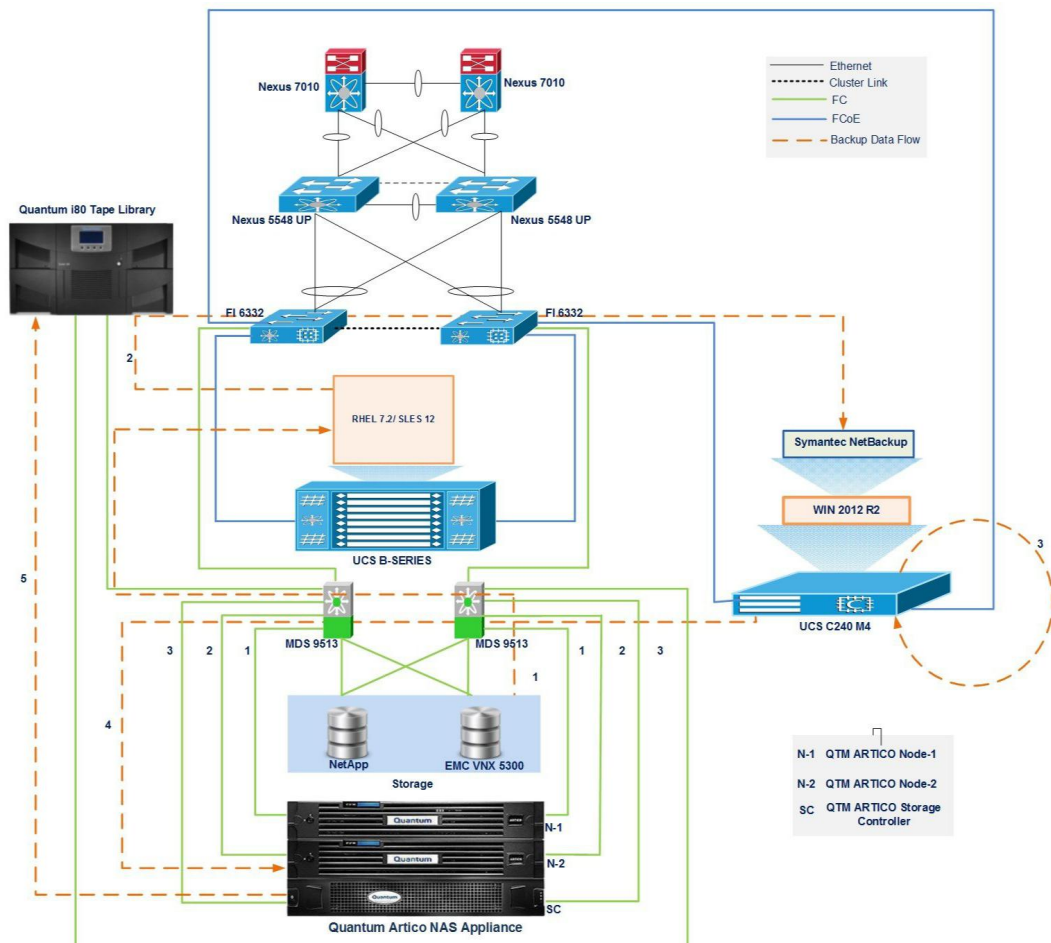 Nexus 7010
Nexus 7010
Ethernet
Cluster Link
FC
FCoE
Backup Data Flow
Quantum i80 Tape Library
Nexus 5548 UP
Nexus 5548 UP
FI 6332
FI 6332
2
RHEL 7.2/ SLES 12
Symantec NetBackup
WIN 2012 R2
3
UCS B-SERIES
5
UCS C240 M4
MDS 9513
MDS 9513
3
2
1
1
2
3
1
4
NetApp
EMC VNX 5300
Storage
N-1 QTM ARTICO Node-1
N-2 QTM ARTICO Node-2
SC QTM ARTICO Storage
Controller
Quantum
N-1
Quantum
N-2
Quantum
SC
Quantum Artico NAS Appliance